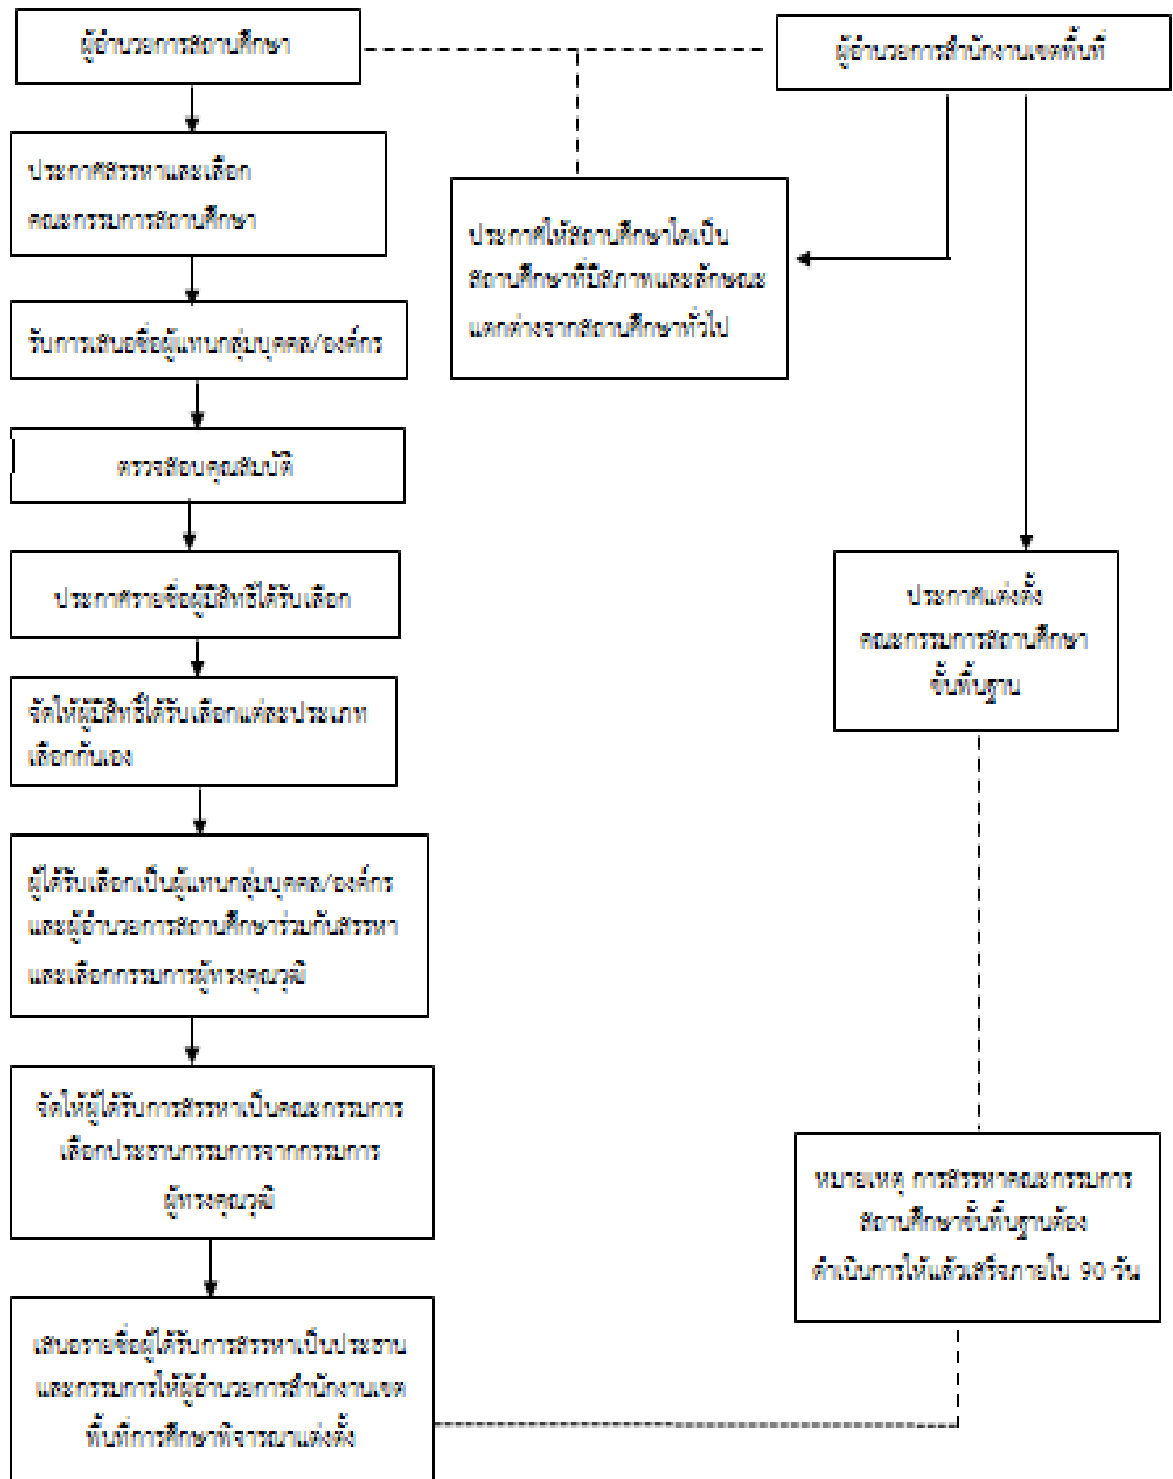 ผู้อำนวยการสถานศึกษา
ผู้อำนวยการสำนักงานเขตพื้นที่
ประกาศสรรหาและเลือก
คณะกรรมการสถานศึกษา
ประกาศให้สถานศึกษาใดเป็น
สถานศึกษาที่มีสภาพและลักษณะ
แตกต่างจากสถานศึกษาทั่วไป
รับการเสนอชื่อผู้แทนกลุ่มบุคคล/องค์กร
ตรวจสอบคุณสมบัติ
ประกาศรายชื่อผู้มีสิทธิ์ได้รับเลือก
ประกาศแต่งตั้ง
คณะกรรมการสถานศึกษา
ขั้นพื้นฐาน
จัดให้ผู้มีสิทธิ์ได้รับเลือกแต่ละประเภท
เลือกกันเอง
ผู้ได้รับเลือกเป็นผู้แทนกลุ่มบุคคล/องค์กร
และผู้อำนวยการสถานศึกษาร่วมกันสรรหา
และเลือกกรรมการผู้ทรงคุณวุฒิ
จัดให้ผู้ได้รับการสรรหาเป็นคณะกรรมการ
เลือกประธานกรรมการจากกรรมการ
ผู้ทรงคุณวุฒิ
หมายเหตุ การสรรหาคณะกรรมการ
สถานศึกษาขั้นพื้นฐานต้อง
ดำเนินการให้แล้วเสร็จภายใน 90 วัน
เสนอรายชื่อผู้ได้รับการสรรหาเป็นประธาน
และกรรมการให้ผู้อำนวยการสำนักงานเขต
พื้นที่การศึกษาพิจารณาแต่งตั้ง